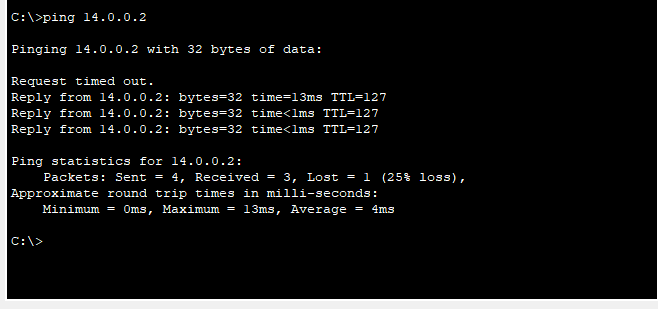 C:\>ping 14.0.0.2
Pinging 14.0.0.2 with 32 bytes of data:
Request timed out.
Reply from 14.0.0.2: bytes=32 time=13ms TTL=127
Reply from 14.0.0.2: bytes=32 time<1ms TTL=127
Reply from 14.0.0.2: bytes=32 time<1ms TTL=127
Ping statistics for 14.0.0.2:
    Packets: Sent = 4, Received = 3, Lost = 1 (25% loss),
Approximate round trip times in milli-seconds:
    Minimum = 0ms, Maximum = 13ms, Average = 4ms
C:\>